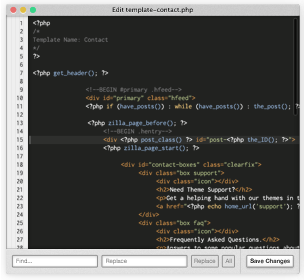 Edit template-contact.php
1 <?php
2 /*
3 Template Name: Contact
4 */
5 ?>
6
7 <?php get_header(); ?>
8
9 <!--BEGIN #primary .hfeed-->
10 <div id="primary" class="hfeed">
11 <?php if (have_posts()) : while (have_posts()) : the_post(); ?>
12
13 <?php zilla_page_before(); ?>
14 <!--BEGIN .hentry-->
15 <div <?php post_class() ?> id="post-<?php the_ID(); ?>">
16 <?php zilla_page_start(); ?>
17
18 <div id="contact-boxes" class="clearfix">
19 <div class="box support">
20 <div class="icon"></div>
21 <h2>Need Theme Support?</h2>
22 <p>Get a helping hand with our themes in t
23 <a href="<?php echo home_url('support'); ?
24 </div>
25 <div class="box faq">
26 <div class="icon"></div>
27 <h2>Frequently Asked Questions.</h2>
28 <p>Answers to some popular questions about
Find... Replace Replace All Save Changes